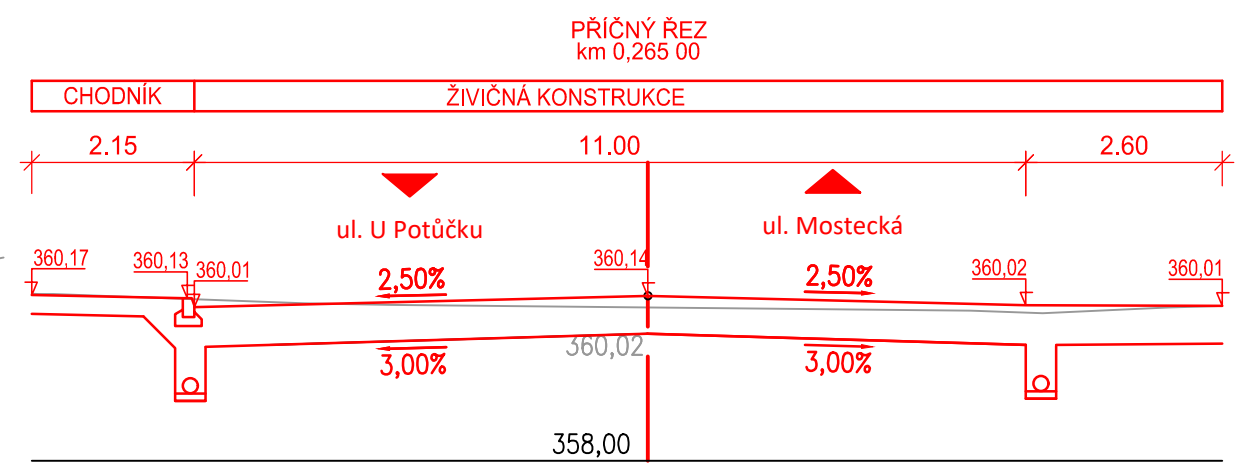 PŘÍČNÝ ŘEZ
km 0,265 00
CHODNÍK
ŽIVIČNÁ KONSTRUKCE
2.15
11.00
2.60
ul. U Potůčku
ul. Mostecká
360,17
360,13
360,01
2,50%
360,14
2,50%
360,02
360,01
360,02
3,00%
3,00%
358,00